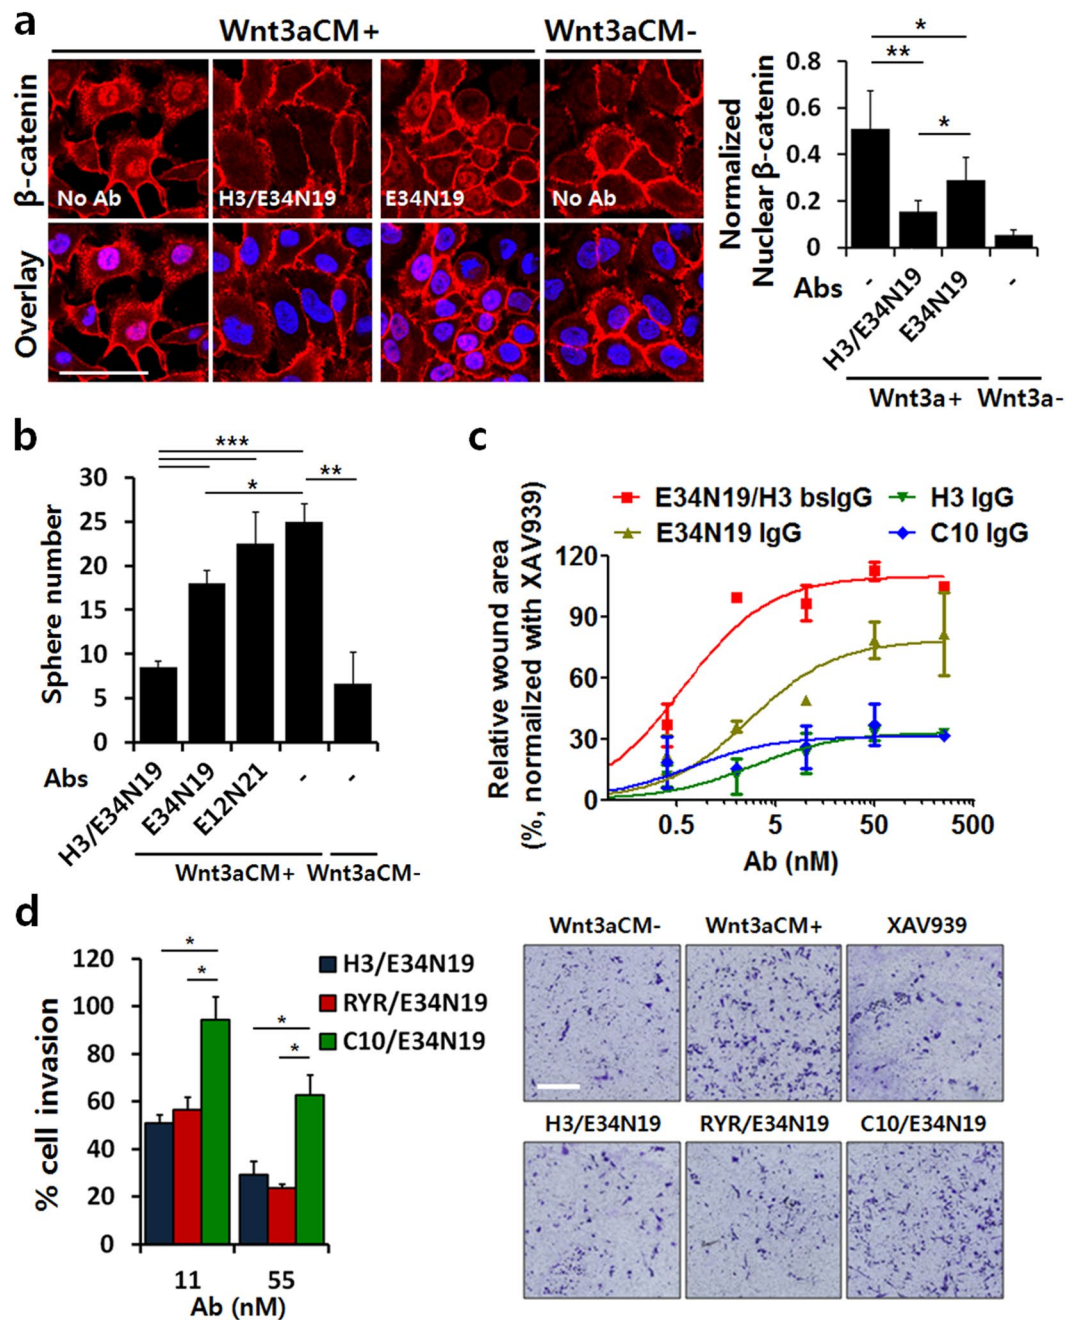 a
Wnt3aCM+ Wnt3aCM-
β-catenin
No Ab H3/E34N19 E34N19 No Ab
Overlay
* 
**
*
Normalized
Nuclear β-catenin
0.8
0.6
0.4
0.2
0
Abs - H3/E34N19 E34N19 -
Wnt3a+ Wnt3a-
b
***
**
*
Sphere number
30
25
20
15
10
5
0
Abs H3/E34N19 E34N19 E12N21 - -
Wnt3aCM+ Wnt3aCM-
c
E34N19/H3 bsIgG H3 IgG
E34N19 IgG C10 IgG
Relative wound area
(%, normailzed with XAV939)
120
90
60
30
0
0.5 5 50 500
Ab (nM)
d
% cell invasion
120
100
80
60
40
20
0
* 
*
*
*
H3/E34N19
RYR/E34N19
C10/E34N19
11 55
Ab (nM)
Wnt3aCM- Wnt3aCM+ XAV939
H3/E34N19 RYR/E34N19 C10/E34N19